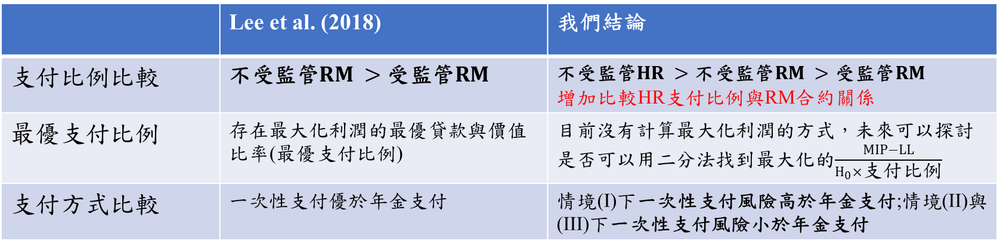 Lee et al. (2018)
我們結論
支付比例比較
不受監管RM > 受監管RM
不受監管HR > 不受監管RM > 受監管RM
增加比較HR支付比例與RM合約關係
最優支付比例
存在最大化利潤的最優貸款與價值
比率(最優支付比例)
目前沒有計算最大化利潤的方式，未來可以探討
是否可以用二分法找到最大化的 MIP−LL / H₀×支付比例
支付方式比較
一次性支付優於年金支付
情境(I)下一次性支付風險高於年金支付;情境(II)與
(III)下一次性支付風險小於年金支付